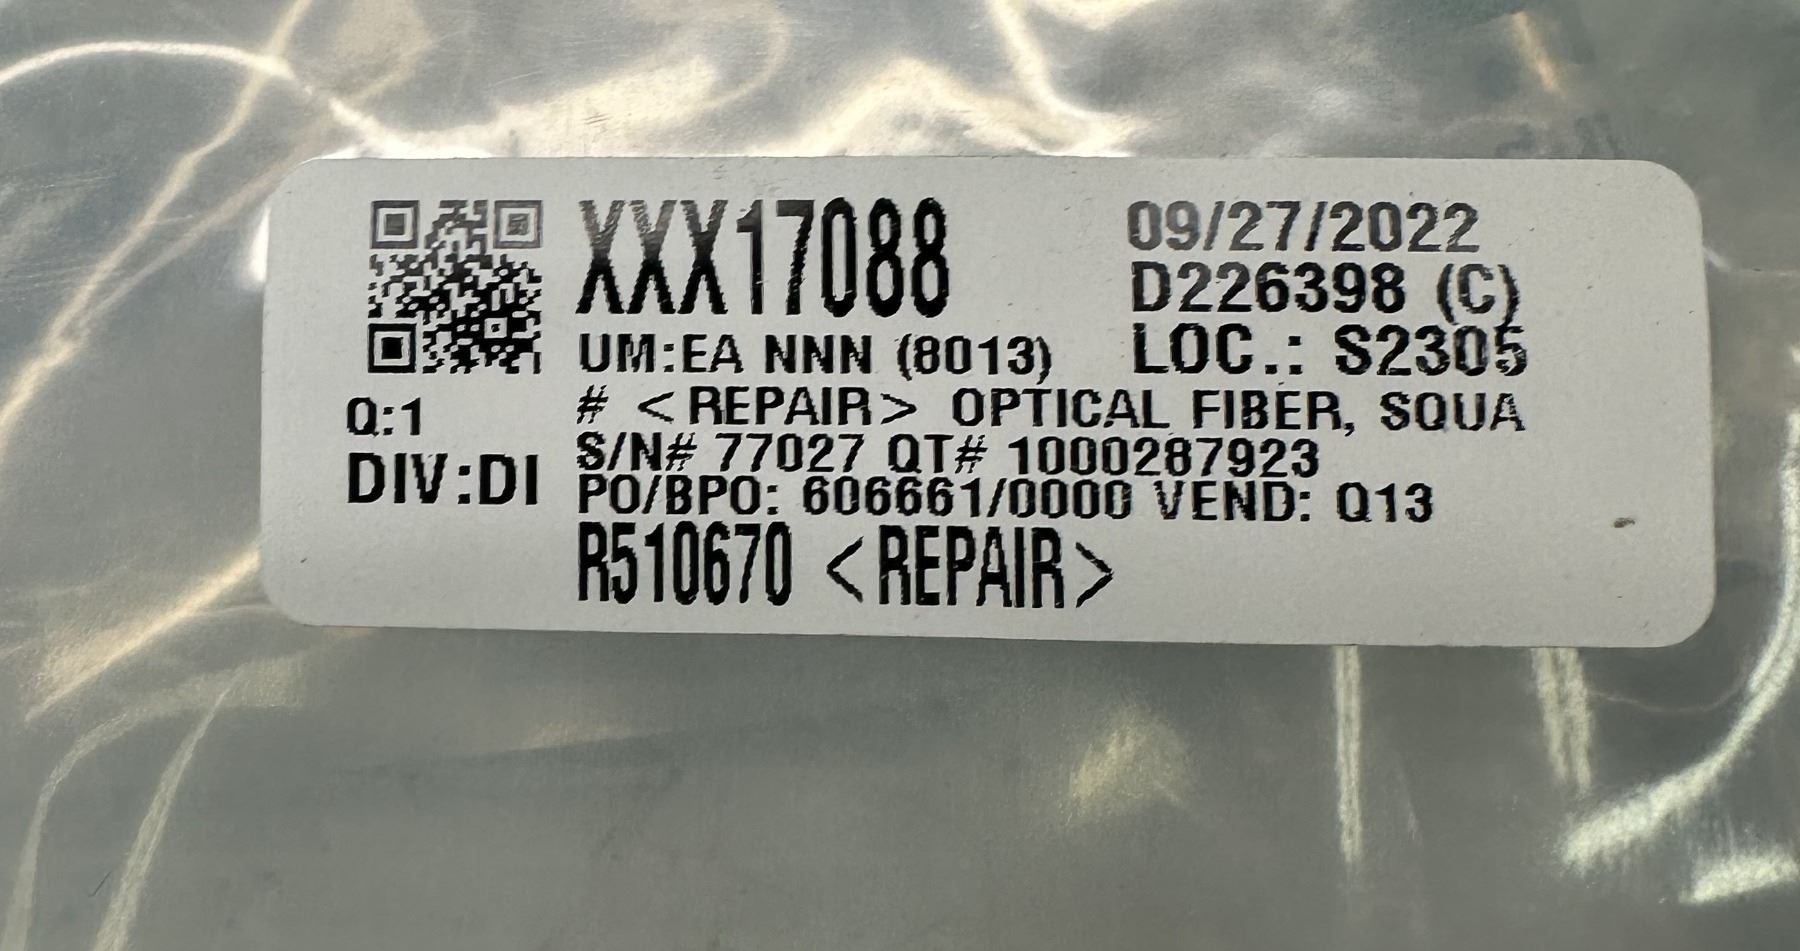 XXX17088 09/27/2022
D226398 (C)
UM:EA NNN (8013) LOC.: S2305
Q:1 # <REPAIR> OPTICAL FIBER, SQUA
S/N# 77027 QT# 1000287923
DIV:DI PO/BPO: 606661/0000 VEND: Q13
R510670 <REPAIR>